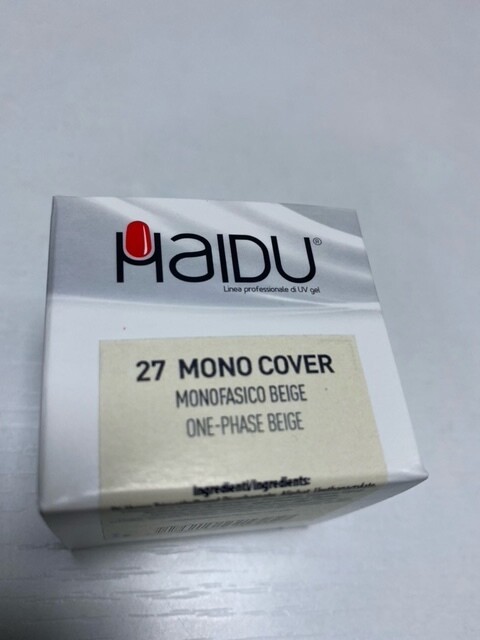 HAIDU®
Linea professionale di UV gel
27 MONO COVER
MONOFASICO BEIGE
ONE-PHASE BEIGE
Ingredienti/Ingredients: